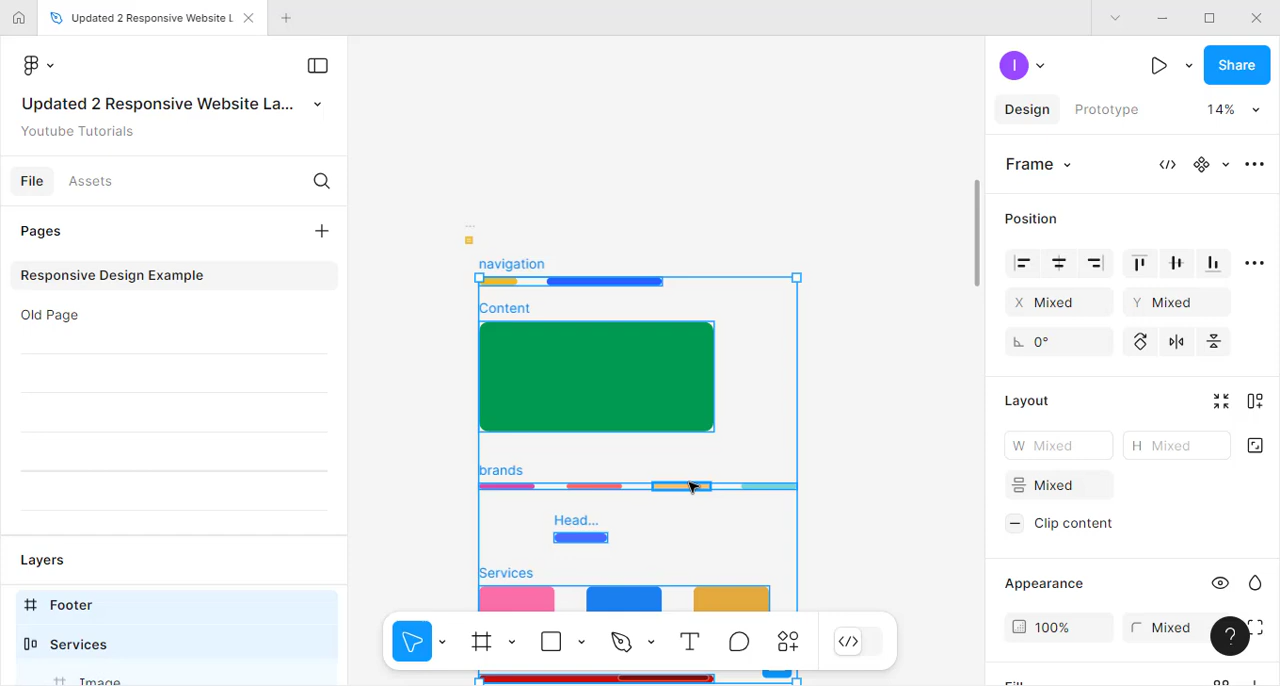 Updated 2 Responsive Website L
Updated 2 Responsive Website La...
Youtube Tutorials
File
Assets
Pages
Responsive Design Example
Old Page
Layers
Footer
Services
Image
...
navigation
Content
brands
Head...
Services
I
Share
Design
Prototype
14%
Frame
Position
X Mixed
Y Mixed
0°
Layout
W Mixed
H Mixed
Mixed
Clip content
Appearance
100%
Mixed
?